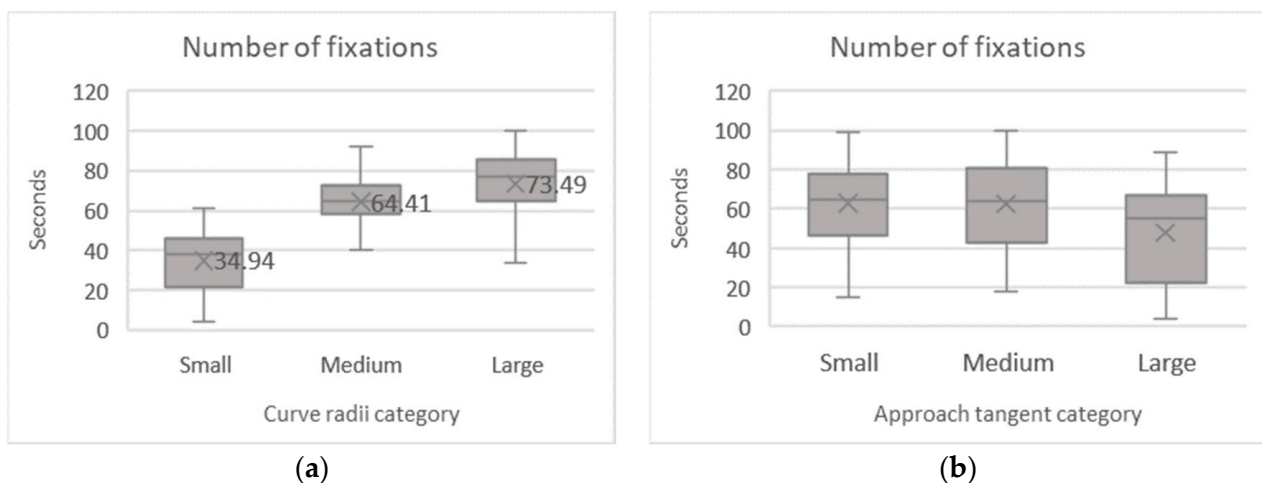 Number of fixations
120
100
80
60
40
20
0
Seconds
34.94
64.41
73.49
Small Medium Large
Curve radii category
(a)
Number of fixations
120
100
80
60
40
20
0
Seconds
Small Medium Large
Approach tangent category
(b)